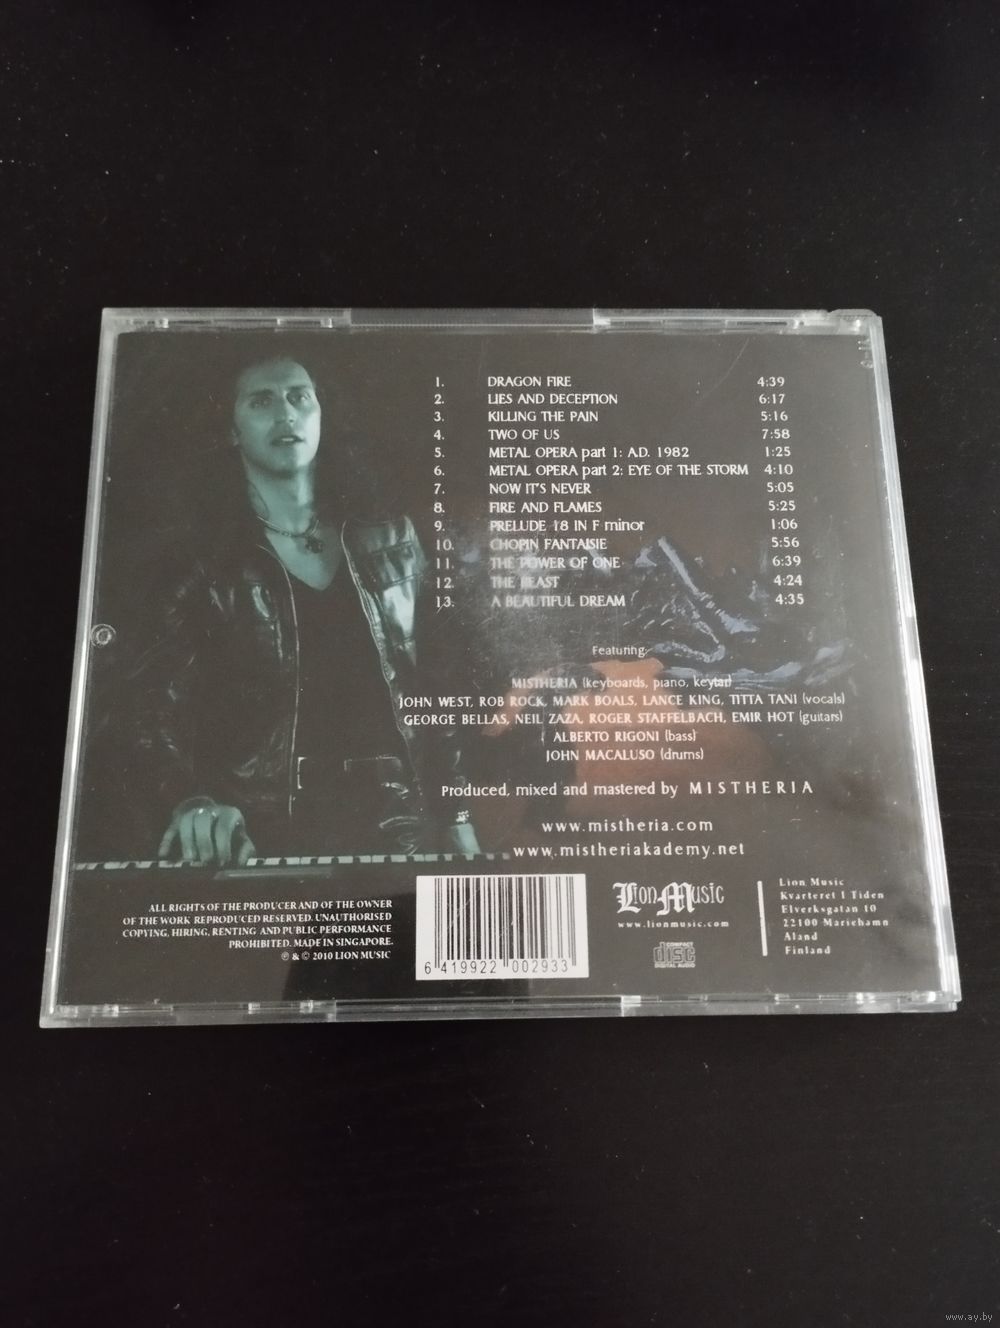 1. DRAGON FIRE 4:39
2. LIES AND DECEPTION 6:17
3. KILLING THE PAIN 5:16
4. TWO OF US 7:58
5. METAL OPERA part 1: A.D. 1982 1:25
6. METAL OPERA part 2: EYE OF THE STORM 4:10
7. NOW IT'S NEVER 5:05
8. FIRE AND FLAMES 5:25
9. PRELUDE 18 IN F minor 1:06
10. CHOPIN FANTAISIE 5:56
11. THE POWER OF ONE 6:39
12. THE BEAST 4:24
13. A BEAUTIFUL DREAM 4:35
Featuring
MISTHERIA (keyboards, piano, keytar)
JOHN WEST, ROB ROCK, MARK BOALS, LANCE KING, TITTA TANI (vocals)
GEORGE BELLAS, NEIL ZAZA, ROGER STAFFELBACH, EMIR HOT (guitars)
ALBERTO RIGONI (bass)
JOHN MACALUSO (drums)
Produced, mixed and mastered by MISTHERIA
www.mistheria.com
www.mistheriakademy.net
ALL RIGHTS OF THE PRODUCER AND OF THE OWNER
OF THE WORK REPRODUCED RESERVED. UNAUTHORISED
COPYING, HIRING, RENTING AND PUBLIC PERFORMANCE
PROHIBITED. MADE IN SINGAPORE.
℗ & © 2010 LION MUSIC
6 419922 002933
Lion Music
www.lionmusic.com
COMPACT
disc
DIGITAL AUDIO
Lion Music
Kvarteret 1 Tiden
Elverksgatan 10
22100 Mariehamn
Aland
Finland
www.ay.by